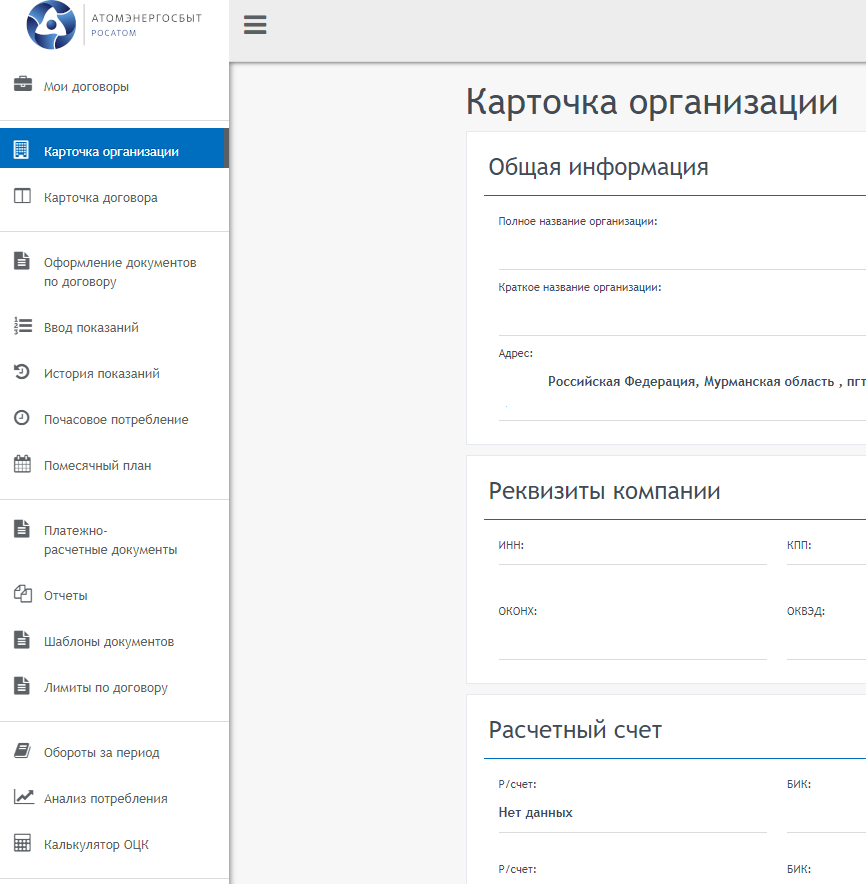 АТОМЭНЕРГОСБЫТ
РОСАТОМ
Мои договоры
Карточка организации
Карточка договора
Оформление документов
по договору
Ввод показаний
История показаний
Почасовое потребление
Помесячный план
Платежно-
расчетные документы
Отчеты
Шаблоны документов
Лимиты по договору
Обороты за период
Анализ потребления
Калькулятор ОЦК
Карточка организации
Общая информация
Полное название организации:
Краткое название организации:
Адрес:
Российская Федерация, Мурманская область , пгт
Реквизиты компании
ИНН:
КПП:
ОКОНХ:
ОКВЭД:
Расчетный счет
Р/счет:
БИК:
Нет данных
Р/счет:
БИК: